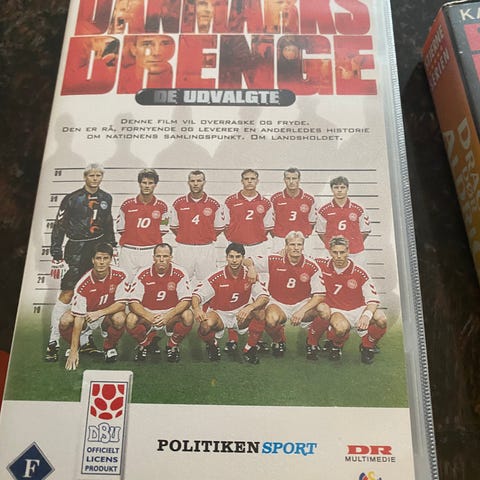 DANMARKS
DRENGE
DE UDVALGTE
DENNE FILM VIL OVERRASKE OG FRYDE.
DEN ER RÅ, FORNYENDE OG LEVERER EN ANDERLEDES HISTORIE
OM NATIONENS SAMLINGSPUNKT. OM LANDSHOLDET.
1
10
4
2
3
6
11
9
5
8
7
DBU
OFFICIELT
LICENS
PRODUKT
F
POLITIKEN SPORT
DR
MULTIMEDIE